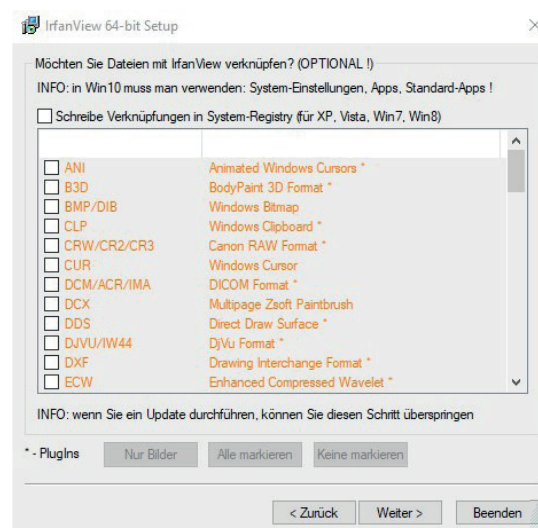 IrfanView 64-bit Setup
Möchten Sie Dateien mit IrfanView verknüpfen? (OPTIONAL !)
INFO: in Win10 muss man verwenden: System-Einstellungen, Apps, Standard-Apps !
Schreibe Verknüpfungen in System-Registry (für XP, Vista, Win7, Win8)
ANI Animated Windows Cursors *
B3D BodyPaint 3D Format *
BMP/DIB Windows Bitmap
CLP Windows Clipboard *
CRW/CR2/CR3 Canon RAW Format *
CUR Windows Cursor
DCM/ACR/IMA DICOM Format *
DCX Multipage Zsoft Paintbrush
DDS Direct Draw Surface *
DJVU/IW44 DjVu Format *
DXF Drawing Interchange Format *
ECW Enhanced Compressed Wavelet *
INFO: wenn Sie ein Update durchführen, können Sie diesen Schritt überspringen
* - PlugIns Nur Bilder Alle markieren Keine markieren
< Zurück Weiter > Beenden